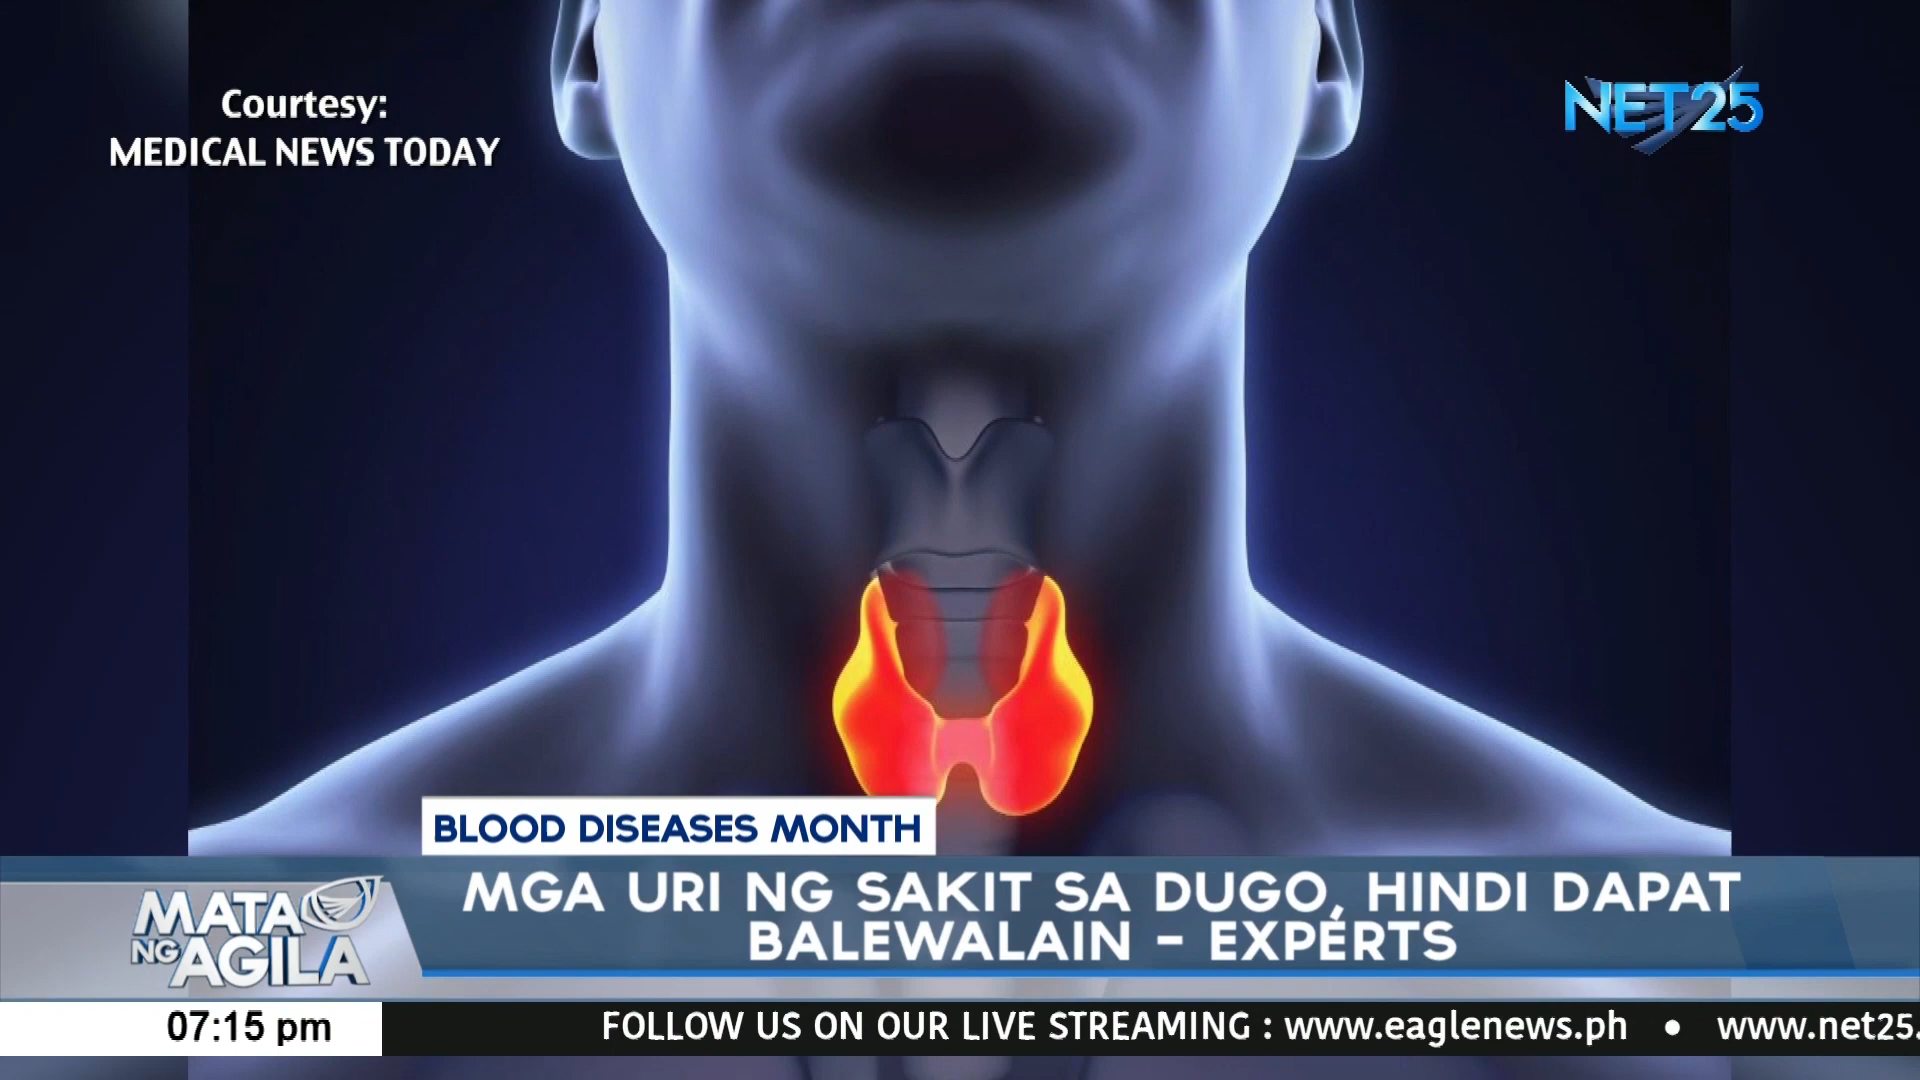 Courtesy:
MEDICAL NEWS TODAY
NET25
BLOOD DISEASES MONTH
MGA URI NG SAKIT SA DUGO, HINDI DAPAT
BALEWALAIN - EXPERTS
MATA
NG AGILA
07:15 pm
FOLLOW US ON OUR LIVE STREAMING : www.eaglenews.ph • www.net25.